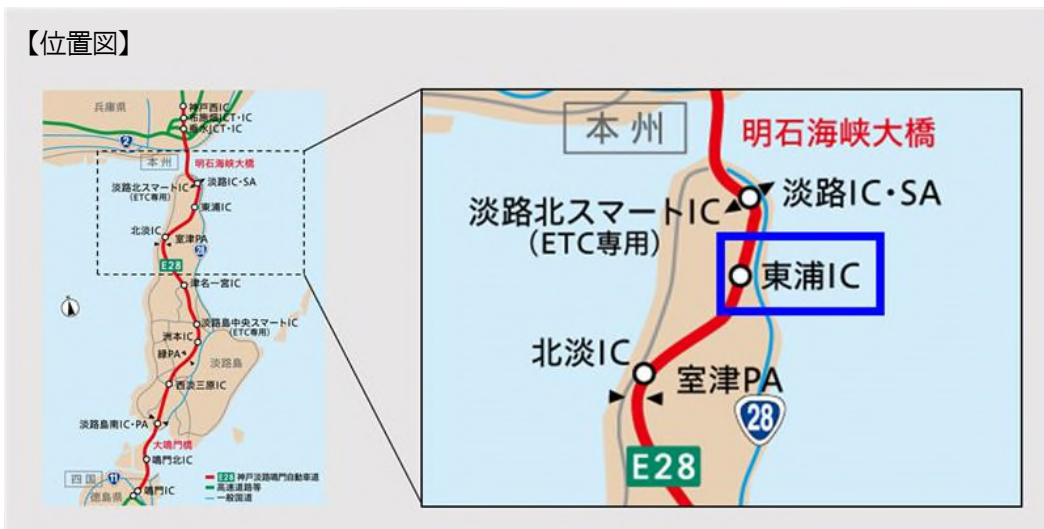 【位置図】
兵庫県
神戸西IC
布施畑JCT・IC
垂水JCT・IC
2
本州
明石海峡大橋
淡路北スマートIC
(ETC専用)
淡路IC・SA
東浦IC
北淡IC
室津PA
28
E28
津名一宮IC
淡路島中央スマートIC
(ETC専用)
洲本IC
緑PA
淡路島
西淡三原IC
淡路島南IC・PA
大鳴門橋
鳴門北IC
四国
11
徳島県
鳴門IC
E28 神戸淡路鳴門自動車道
高速道路等
一般国道
本州
明石海峡大橋
淡路北スマートIC
(ETC専用)
淡路IC・SA
東浦IC
北淡IC
室津PA
28
E28